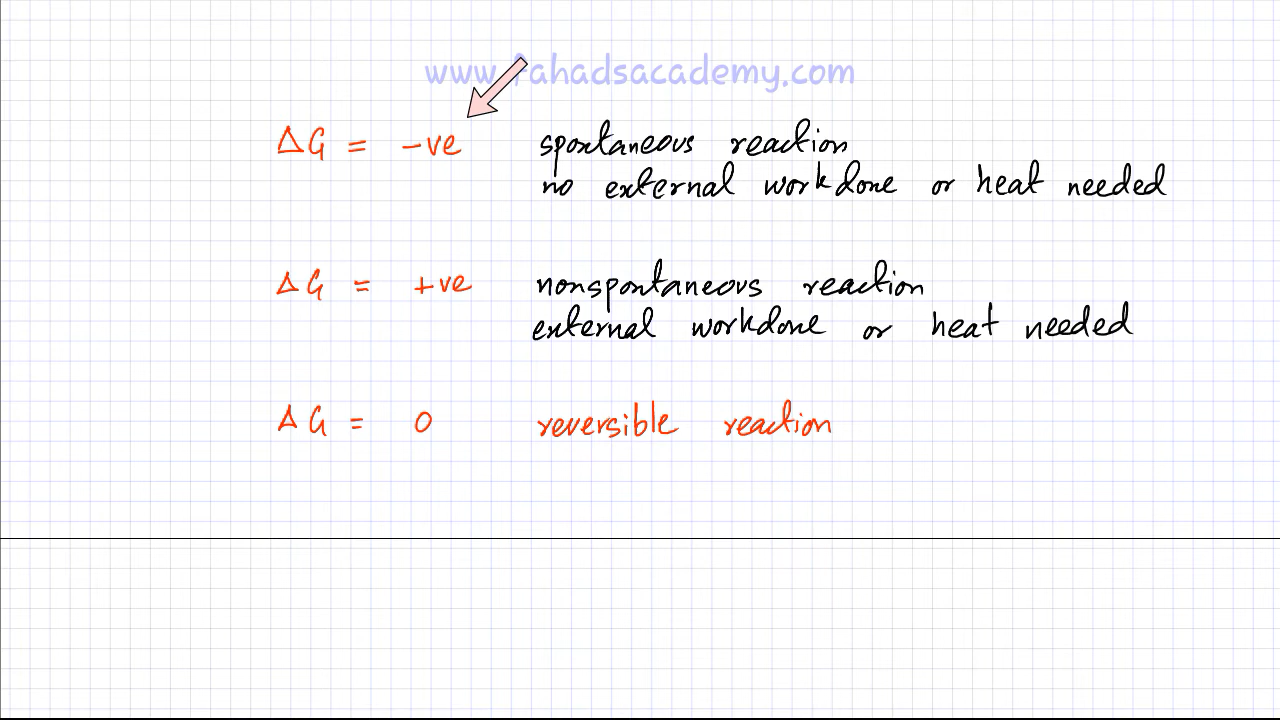 www.fahadsacademy.com
ΔG = -ve spontaneous reaction
no external workdone or heat needed
ΔG = +ve nonspontaneous reaction
external workdone or heat needed
ΔG = 0 reversible reaction